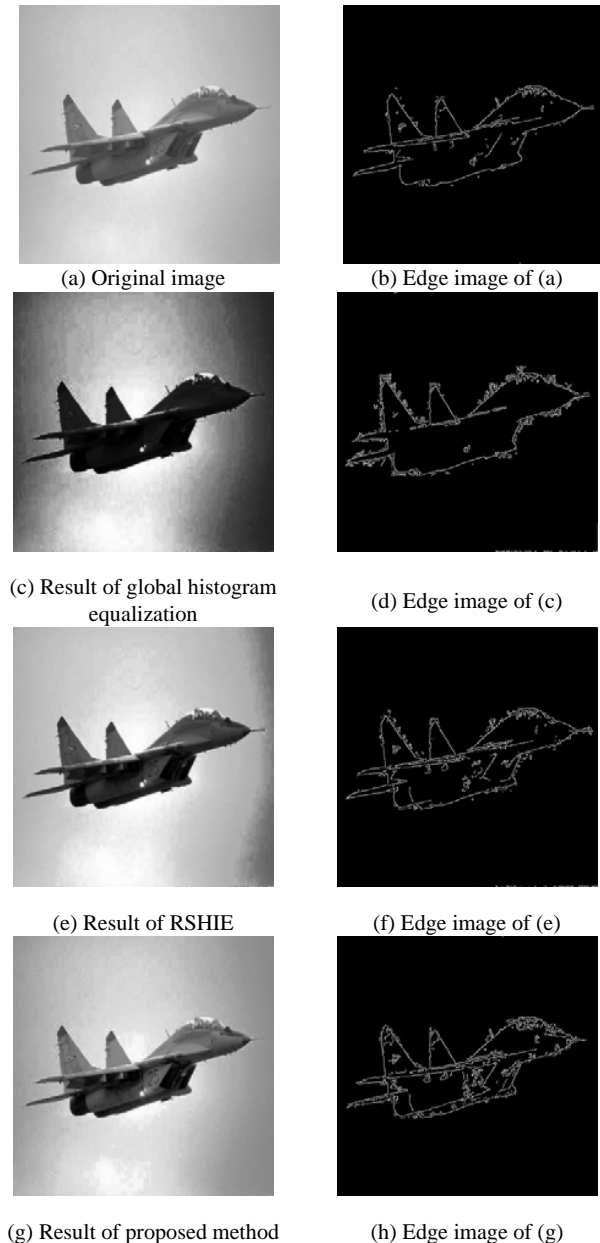 (a) Original image
(b) Edge image of (a)
(c) Result of global histogram
equalization
(d) Edge image of (c)
(e) Result of RSHIE
(f) Edge image of (e)
(g) Result of proposed method
(h) Edge image of (g)